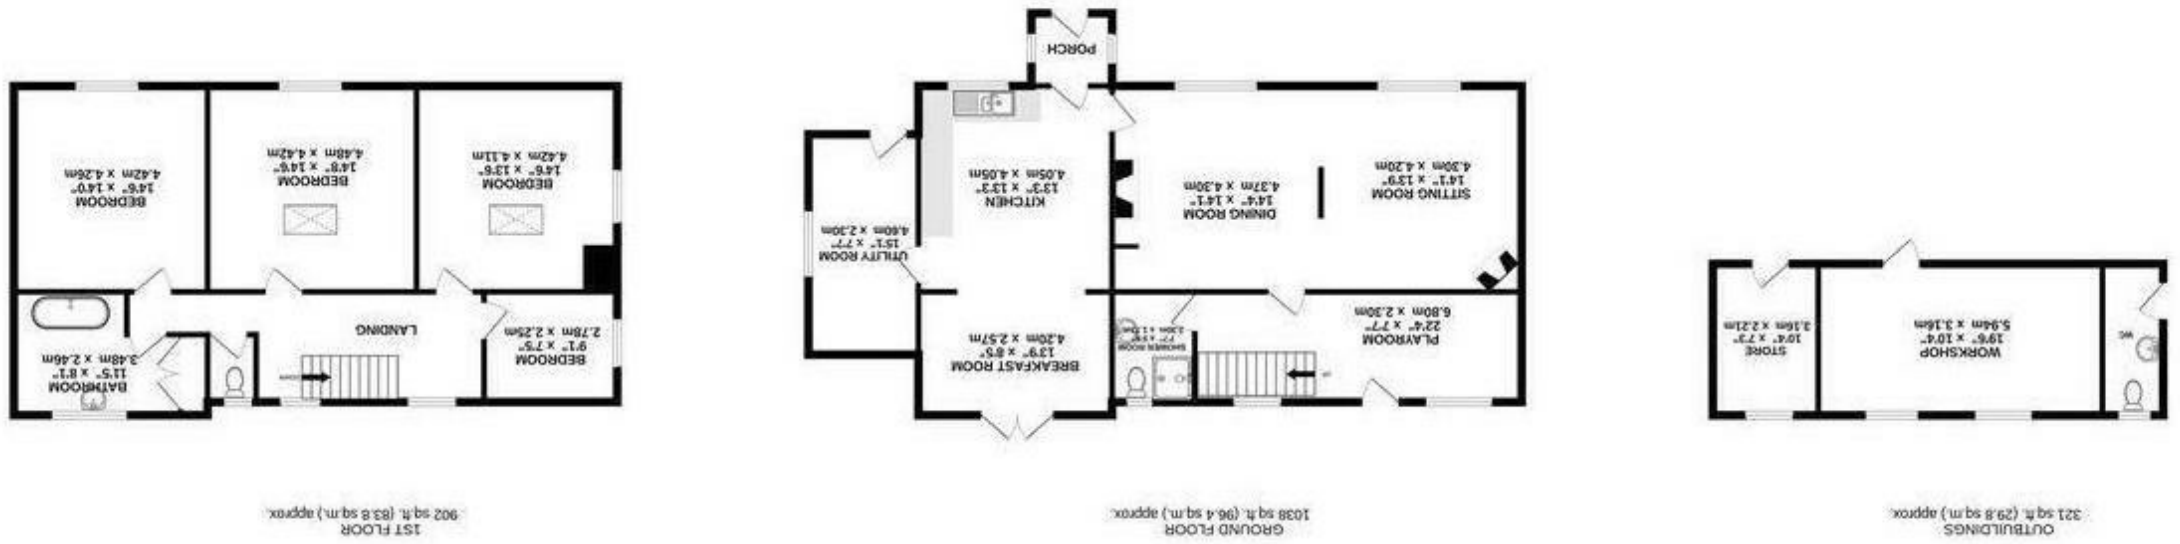 OUTBUILDINGS
321 sq.ft. (29.8 sq.m.) approx.
WC
WORKSHOP
19'6" x 10'4"
5.94m x 3.16m
STORE
10'4" x 7'3"
3.16m x 2.21m
GROUND FLOOR
1038 sq.ft. (96.4 sq.m.) approx.
UP
PLAYROOM
22'4" x 7'7"
6.80m x 2.30m
SHOWER ROOM
BREAKFAST ROOM
13'9" x 8'5"
4.20m x 2.57m
SITTING ROOM
14'1" x 13'9"
4.30m x 4.20m
DINING ROOM
14'4" x 14'1"
4.37m x 4.30m
KITCHEN
13'3" x 13'3"
4.05m x 4.05m
UTILITY ROOM
15'1" x 7'7"
4.60m x 2.30m
PORCH
1ST FLOOR
902 sq.ft. (83.8 sq.m.) approx.
BEDROOM
9'1" x 7'5"
2.78m x 2.25m
LANDING
BATHROOM
11'5" x 8'1"
3.48m x 2.46m
BEDROOM
14'6" x 13'6"
4.42m x 4.11m
BEDROOM
14'8" x 14'6"
4.48m x 4.42m
BEDROOM
14'6" x 14'0"
4.42m x 4.26m